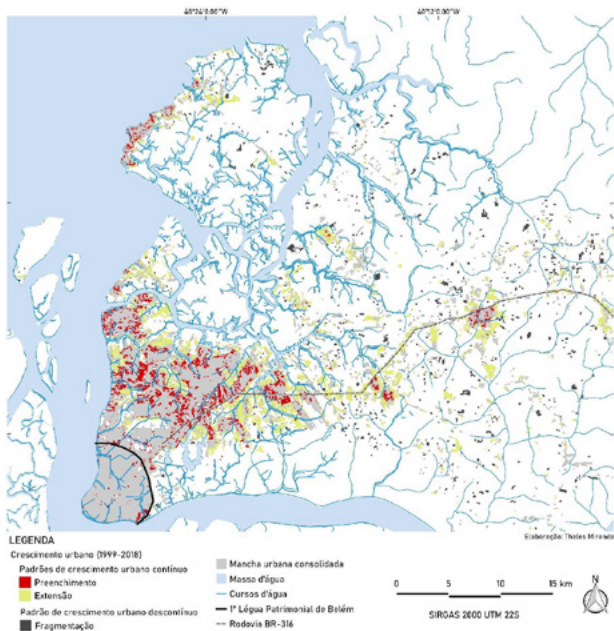 48°24'0.00"W
48°12'0.00"W
Elaboração: Thales Miranda
LEGENDA
Crescimento urbano (1999-2018)
Padrões de crescimento urbano contínuo
Preenchimento
Extensão
Padrão de crescimento urbano descontínuo
Fragmentação
Mancha urbana consolidada
Massa d'água
Cursos d'água
1ª Légua Patrimonial de Belém
Rodovia BR-316
0 5 10 15 km
SIRGAS 2000 UTM 22S
N